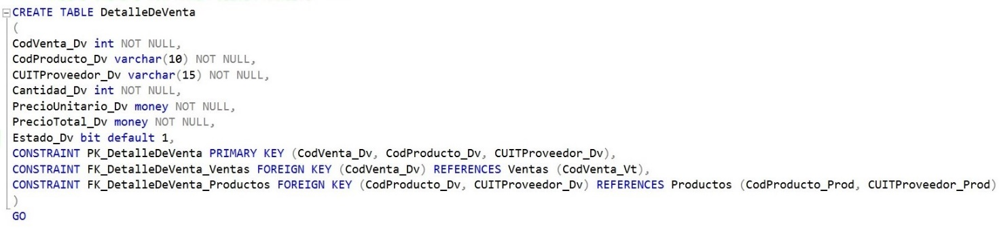 CREATE TABLE DetalleDeVenta
(
CodVenta_Dv int NOT NULL,
CodProducto_Dv varchar(10) NOT NULL,
CUITProveedor_Dv varchar(15) NOT NULL,
Cantidad_Dv int NOT NULL,
PrecioUnitario_Dv money NOT NULL,
PrecioTotal_Dv money NOT NULL,
Estado_Dv bit default 1,
CONSTRAINT PK_DetalleDeVenta PRIMARY KEY (CodVenta_Dv, CodProducto_Dv, CUITProveedor_Dv),
CONSTRAINT FK_DetalleDeVenta_Ventas FOREIGN KEY (CodVenta_Dv) REFERENCES Ventas (CodVenta_Vt),
CONSTRAINT FK_DetalleDeVenta_Productos FOREIGN KEY (CodProducto_Dv, CUITProveedor_Dv) REFERENCES Productos (CodProducto_Prod, CUITProveedor_Prod)
)
GO